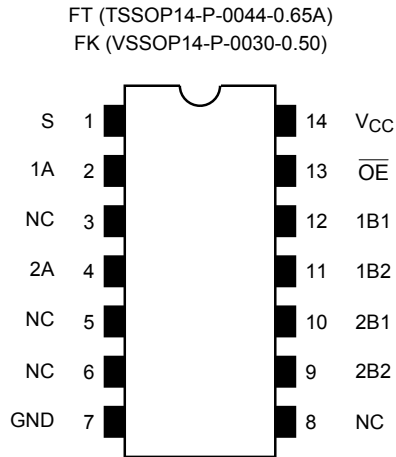 FT (TSSOP14-P-0044-0.65A)
FK (VSSOP14-P-0030-0.50)
S 1 14 VCC
1A 2 13 OE
NC 3 12 1B1
2A 4 11 1B2
NC 5 10 2B1
NC 6 9 2B2
GND 7 8 NC